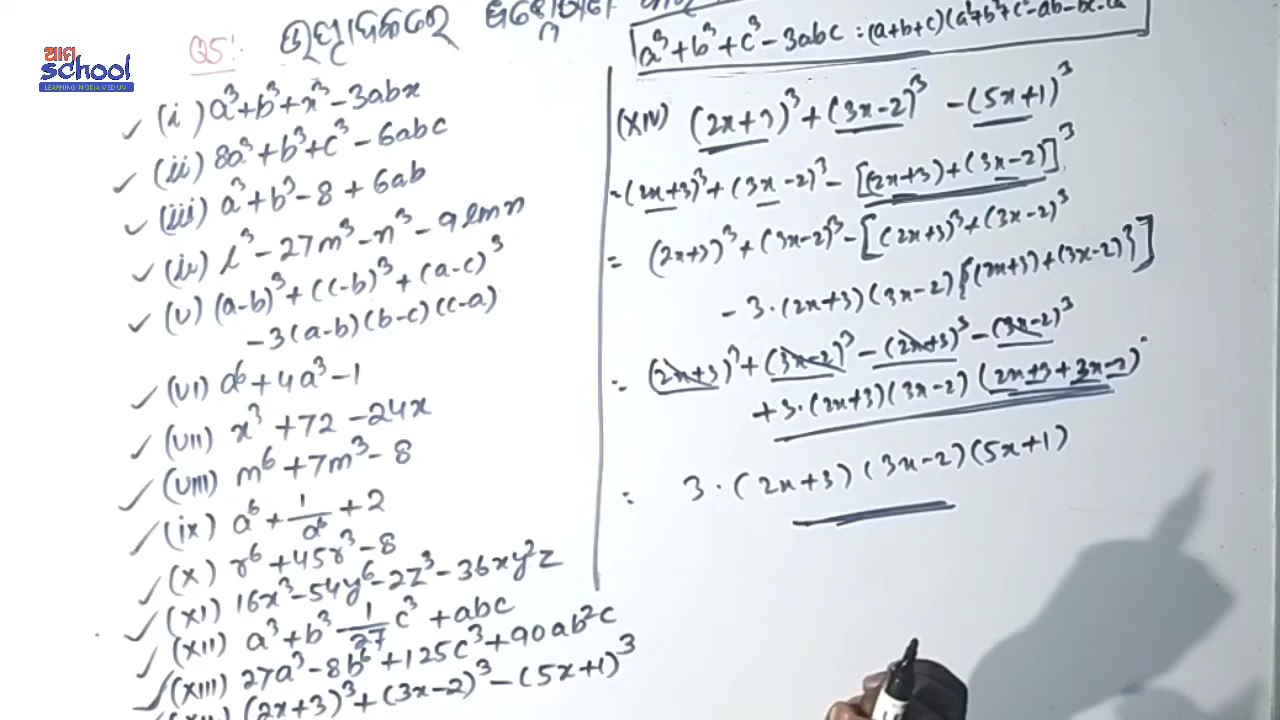 ଆମ
School
LEARNING IN ODIA MEDIUM
Q5:
(i) a³+b³+x³-3abx
(ii) 8a³+b³+c³-6abc
(iii) a³+b³-8+6ab
(iv) l³-27m³-n³-9lmn
(v) (a-b)³+(c-b)³+(a-c)³
-3(a-b)(b-c)(c-a)
(VI) a⁶+4a³-1
(VII) x³+72-24x
(VIII) m⁶+7m³-8
(ix) a⁶+1/a⁶+2
(X) r⁶+45r³-8
(XI) 16x³-54y⁶-2z³-36xy²z
(XII) a³+b³-1/27c³+abc
(XIII) 27a³-8b⁶+125c³+90ab²c
(2x+3)³+(3x-2)³-(5x+1)³
a³+b³+c³-3abc=(a+b+c)(a²+b²+c²-ab-bc-ca
(XIV) (2x+3)³+(3x-2)³-(5x+1)³
=(2x+3)³+(3x-2)³-[(2x+3)+(3x-2)]³
= (2x+3)³+(3x-2)³-[(2x+3)³+(3x-2)³
-3·(2x+3)(3x-2){(2x+3)+(3x-2)}]
= (2x+3)³+(3x-2)³-(2x+3)³-(3x-2)³
+3·(2x+3)(3x-2)(2x+3+3x-2)
= 3·(2x+3)(3x-2)(5x+1)